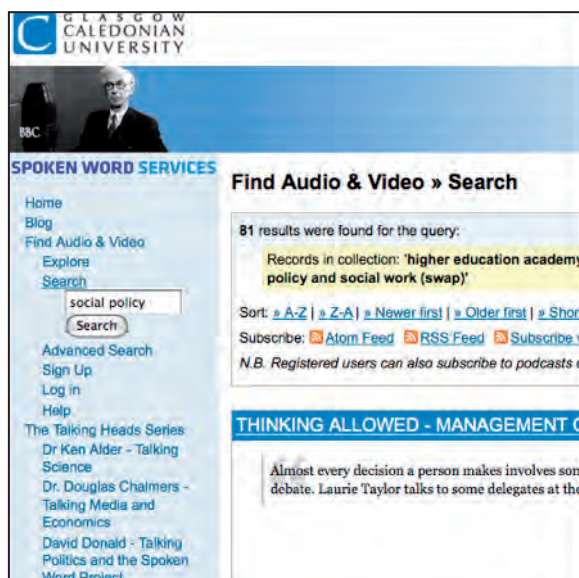 GLASGOW
CALEDONIAN
UNIVERSITY
BBC
SPOKEN WORD SERVICES
Home
Blog
Find Audio & Video
Explore
Search
social policy
Search
Advanced Search
Sign Up
Log in
Help
The Talking Heads Series
Dr Ken Alder - Talking
Science
Dr. Douglas Chalmers -
Talking Media and
Economics
David Donald - Talking
Politics and the Spoken
Word Project
Find Audio & Video » Search
81 results were found for the query:
Records in collection: 'higher education academy
policy and social work (swap)'
Sort: » A-Z | » Z-A | » Newer first | » Older first | » Shor
Subscribe: Atom Feed RSS Feed Subscribe v
N.B. Registered users can also subscribe to podcasts
THINKING ALLOWED - MANAGEMENT
Almost every decision a person makes involves som
debate. Laurie Taylor talks to some delegates at the